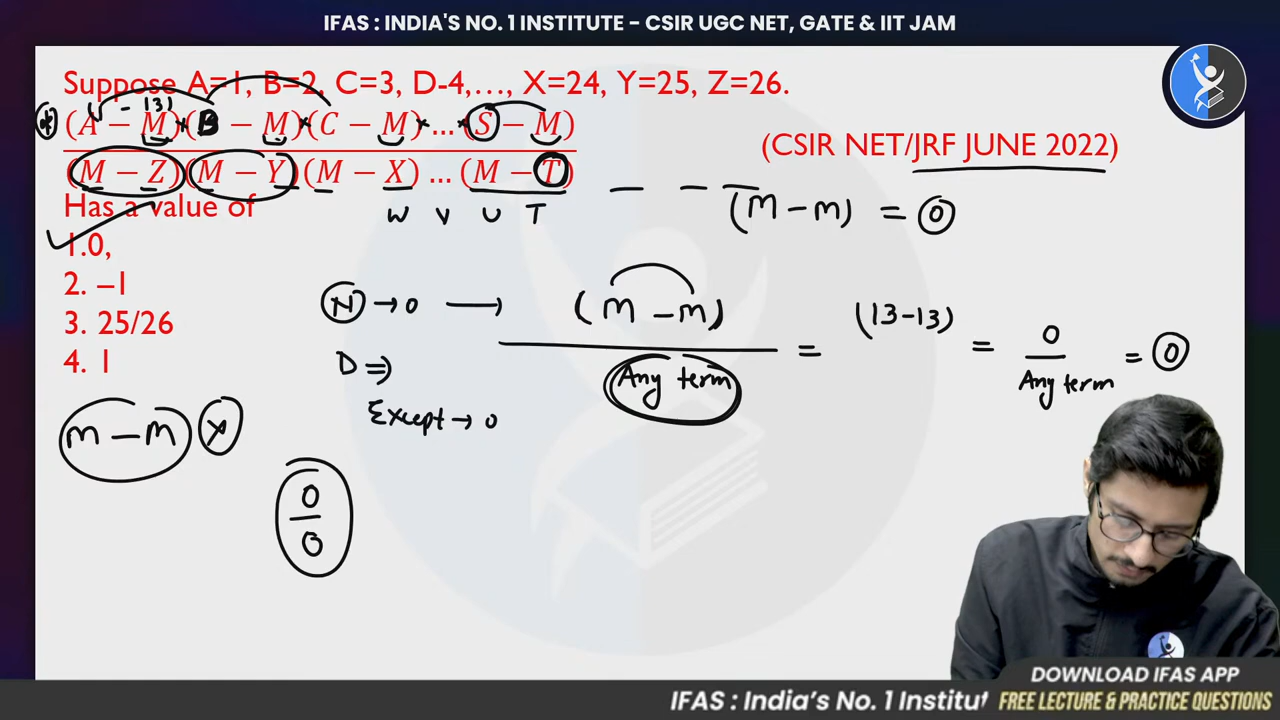 IFAS : INDIA'S NO. 1 INSTITUTE - CSIR UGC NET, GATE & IIT JAM
Suppose A=1, B=2, C=3, D-4,…, X=24, Y=25, Z=26.
- 13)
(A − M)×(B − M)×(C − M)× … ×(S − M)
(M − Z)(M − Y)(M − X) … (M − T)
(CSIR NET/JRF JUNE 2022)
W V U T
(M − m) = 0
Has a value of
1.0,
2. –1
3. 25/26
4. 1
N → 0 → (m − m)
Any term
= (13-13) = 0
Any term
= 0
D ⇒
Except → 0
m − m ×
0
0
DOWNLOAD IFAS APP
IFAS : India's No. 1 Institut
FREE LECTURE & PRACTICE QUESTIONS